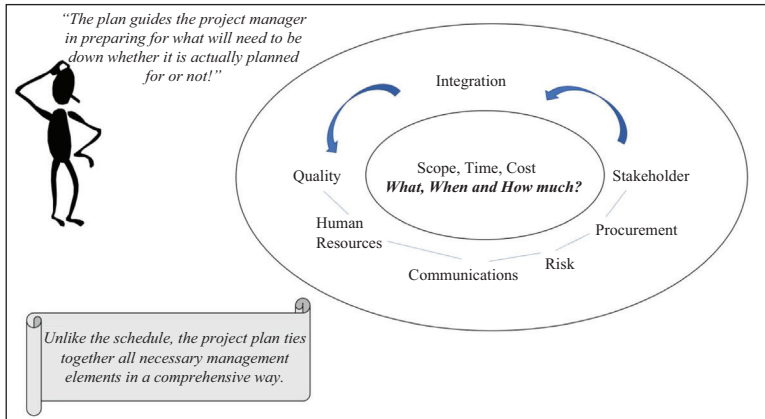 “The plan guides the project manager
in preparing for what will need to be
down whether it is actually planned
for or not!”
Integration
Scope, Time, Cost
What, When and How much?
Quality
Stakeholder
Human
Resources
Procurement
Risk
Communications
Unlike the schedule, the project plan ties
together all necessary management
elements in a comprehensive way.